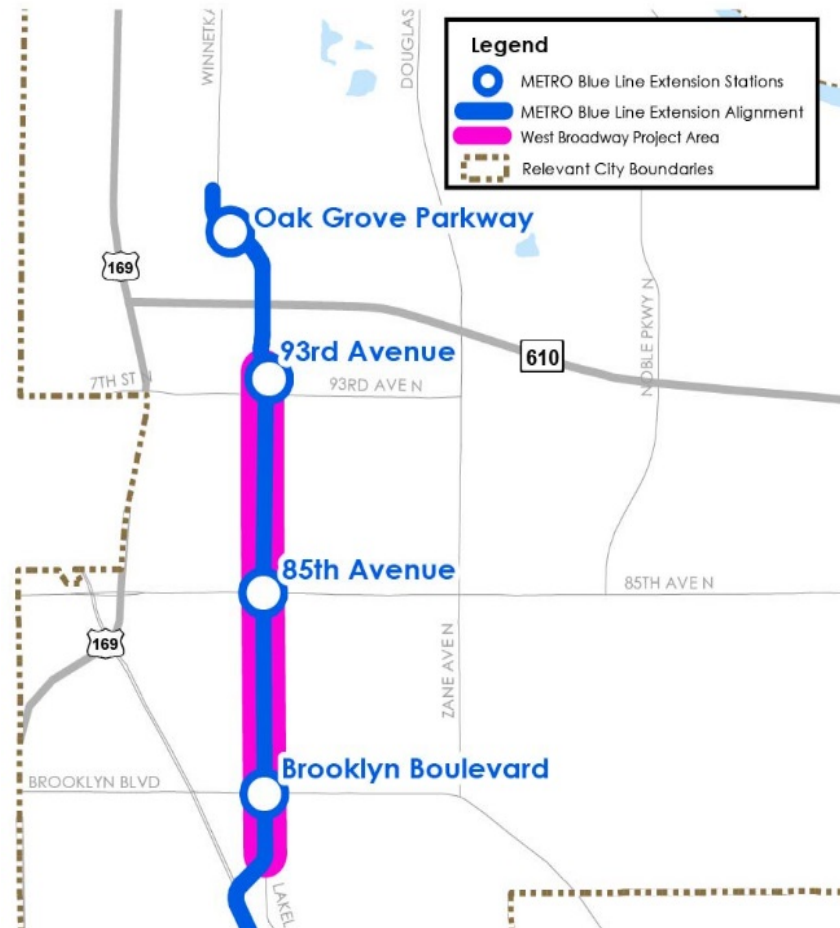 WINNETKA
DOUGLAS
Legend
METRO Blue Line Extension Stations
METRO Blue Line Extension Alignment
West Broadway Project Area
Relevant City Boundaries
Oak Grove Parkway
169
93rd Avenue
610
NOBLE PKWY N
7TH ST N
93RD AVE N
85th Avenue
85TH AVE N
169
ZANE AVE N
Brooklyn Boulevard
BROOKLYN BLVD
LAKEL